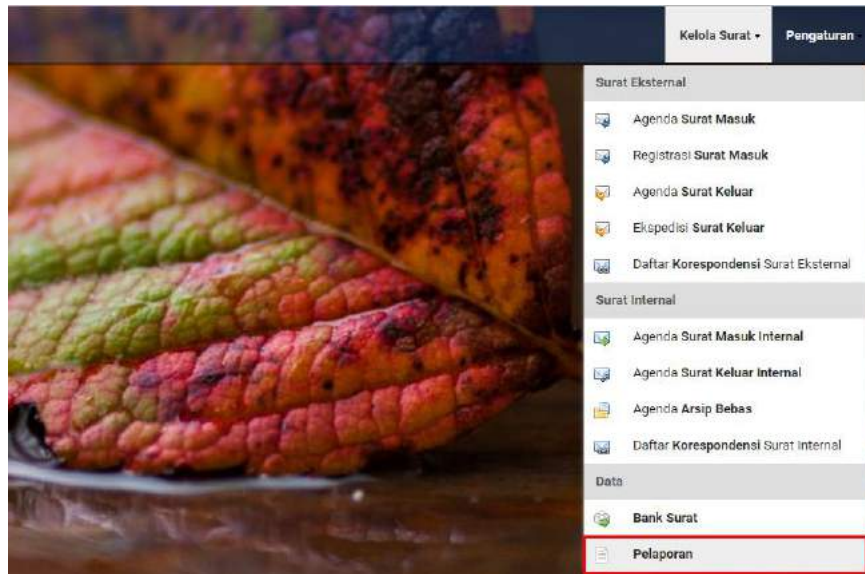 Kelola Surat
Pengaturan
Surat Eksternal
Agenda Surat Masuk
Registrasi Surat Masuk
Agenda Surat Keluar
Ekspedisi Surat Keluar
Daftar Korespondensi Surat Eksternal
Surat Internal
Agenda Surat Masuk Internal
Agenda Surat Keluar Internal
Agenda Arsip Bebas
Daftar Korespondensi Surat Internal
Data
Bank Surat
Pelaporan